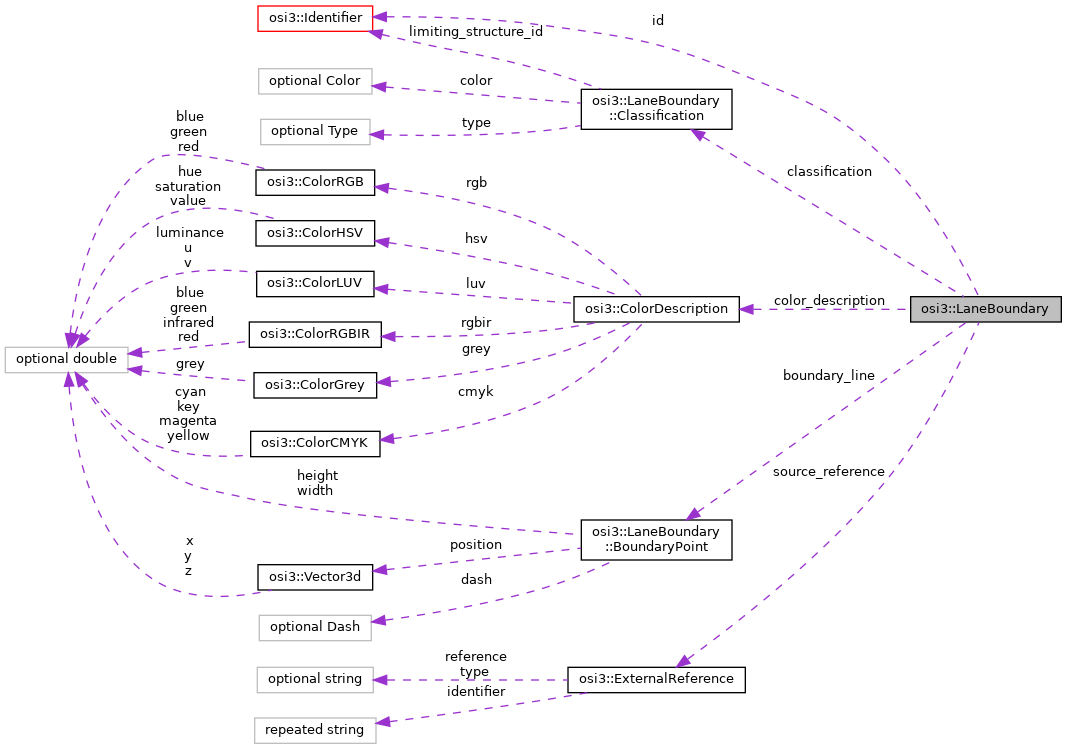 osi3::Identifier
id
limiting_structure_id
optional Color
color
osi3::LaneBoundary
::Classification
optional Type
type
blue
green
red
classification
osi3::ColorRGB
rgb
hue
saturation
value
osi3::ColorHSV
hsv
luminance
u
v
osi3::ColorLUV
luv
osi3::ColorDescription
color_description
osi3::LaneBoundary
blue
green
infrared
red
osi3::ColorRGBIR
rgbir
optional double
grey
osi3::ColorGrey
grey
boundary_line
cyan
key
magenta
yellow
osi3::ColorCMYK
cmyk
height
width
source_reference
osi3::LaneBoundary
::BoundaryPoint
x
y
z
position
osi3::Vector3d
dash
optional Dash
reference
type
optional string
osi3::ExternalReference
identifier
repeated string